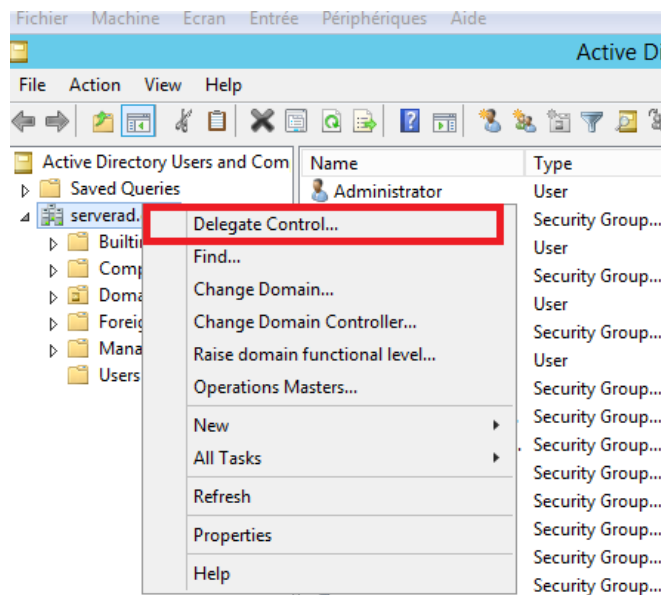 Fichier Machine Ecran Entrée Périphériques Aide
Active Di
File Action View Help
Active Directory Users and Com
Name Type
Saved Queries
Administrator User
serverad.
Delegate Control...
Security Group...
Builti
Find...
User
Comp
Security Group...
Change Domain...
Doma
User
Change Domain Controller...
Foreig
Security Group...
Mana
Raise domain functional level...
User
Users
Operations Masters...
Security Group...
Security Group...
New
Security Group...
All Tasks
Security Group...
Refresh
Security Group...
Security Group...
Properties
Security Group...
Help
Security Group...